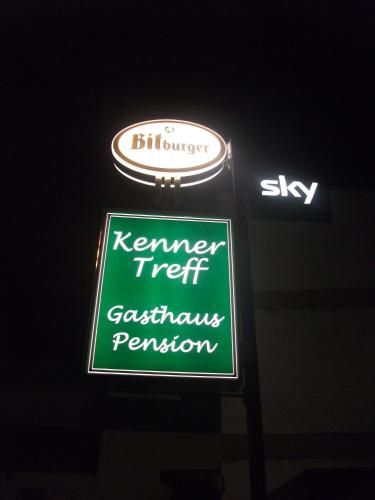 Bitburger
sky
Kenner
Treff
Gasthaus
Pension